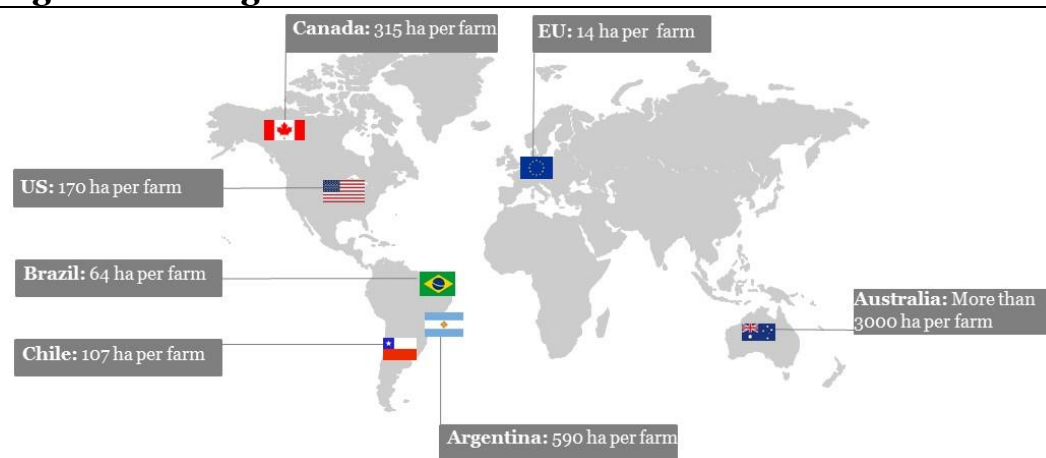 Canada: 315 ha per farm
EU: 14 ha per farm
US: 170 ha per farm
Brazil: 64 ha per farm
Australia: More than
3000 ha per farm
Chile: 107 ha per farm
Argentina: 590 ha per farm